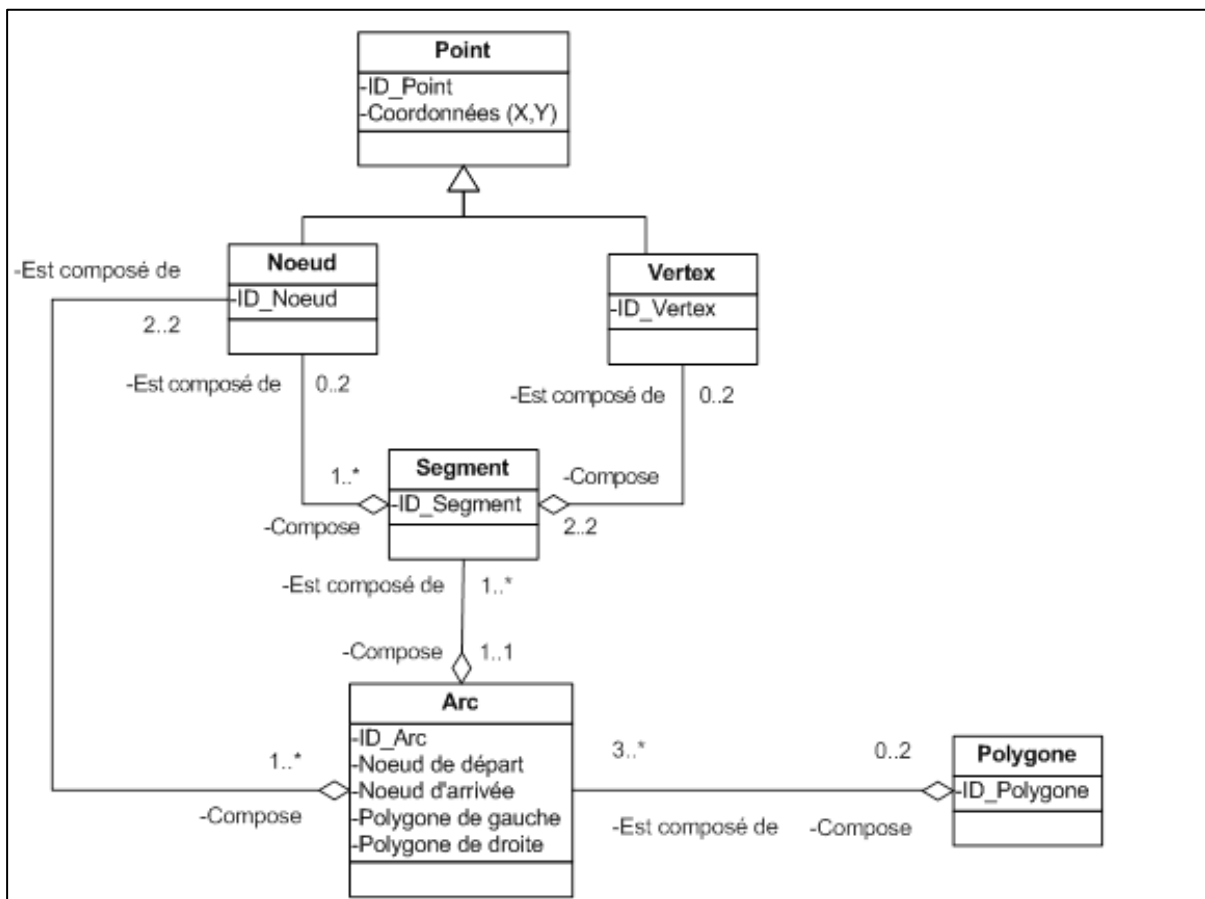 Point
-ID_Point
-Coordonnées (X,Y)
Noeud
-ID_Noeud
Vertex
-ID_Vertex
-Est composé de
2..2
-Est composé de
0..2
-Est composé de
0..2
Segment
-ID_Segment
1..*
-Compose
-Compose
2..2
-Est composé de
1..*
-Compose
1..1
Arc
-ID_Arc
-Noeud de départ
-Noeud d'arrivée
-Polygone de gauche
-Polygone de droite
1..*
-Compose
3..*
0..2
-Est composé de
-Compose
Polygone
-ID_Polygone